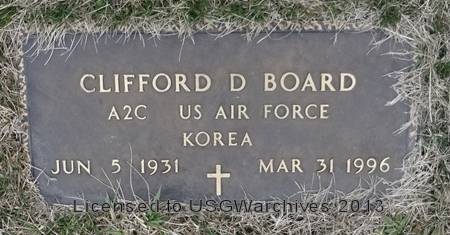 CLIFFORD D BOARD
A2C US AIR FORCE
KOREA
JUN 5 1931 MAR 31 1996
Licensed to USGWarchives 2013